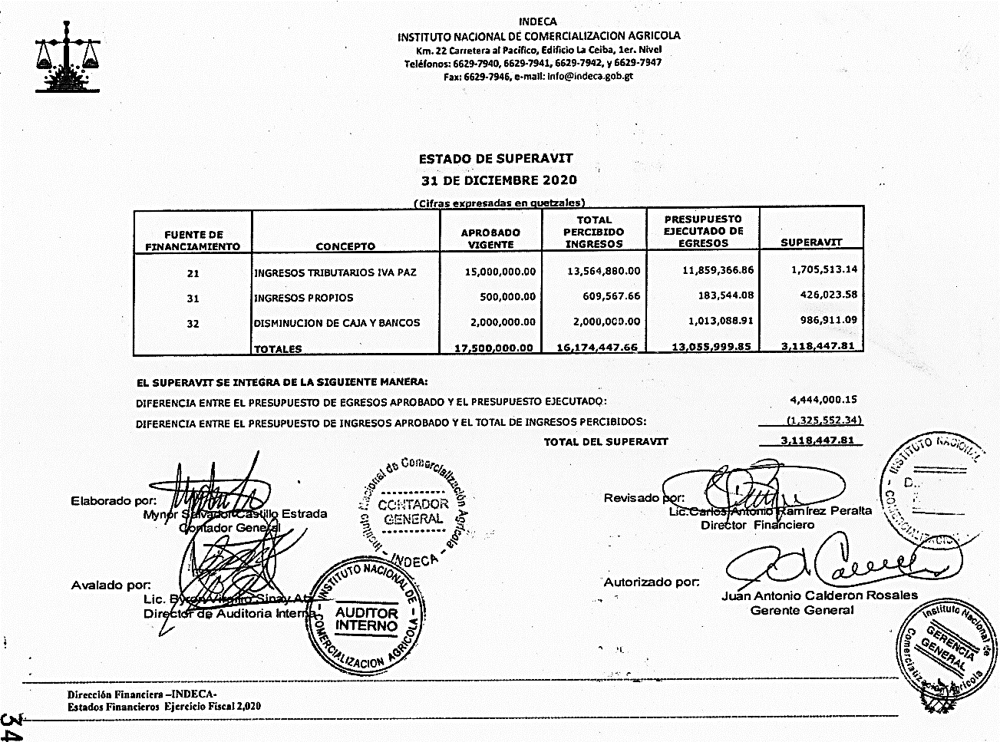 INDECA
INSTITUTO NACIONAL DE COMERCIALIZACION AGRICOLA
Km. 22 Carretera al Pacífico, Edificio La Ceiba, 1er. Nivel
Teléfonos: 6629-7940, 6629-7941, 6629-7942, y 6629-7947
Fax: 6629-7946, e-mail: info@indeca.gob.gt
ESTADO DE SUPERAVIT
31 DE DICIEMBRE 2020
(Cifras expresadas en quetzales)
FUENTE DE FINANCIAMIENTO CONCEPTO APROBADO VIGENTE TOTAL PERCIBIDO INGRESOS PRESUPUESTO EJECUTADO DE EGRESOS SUPERAVIT
21 INGRESOS TRIBUTARIOS IVA PAZ 15,000,000.00 13,564,880.00 11,859,366.86 1,705,513.14
31 INGRESOS PROPIOS 500,000.00 609,567.66 183,544.08 426,023.58
32 DISMINUCION DE CAJA Y BANCOS 2,000,000.00 2,000,000.00 1,013,088.91 986,911.09
TOTALES 17,500,000.00 16,174,447.66 13,055,999.85 3,118,447.81
EL SUPERAVIT SE INTEGRA DE LA SIGUIENTE MANERA:
DIFERENCIA ENTRE EL PRESUPUESTO DE EGRESOS APROBADO Y EL PRESUPUESTO EJECUTADO: 4,444,000.15
DIFERENCIA ENTRE EL PRESUPUESTO DE INGRESOS APROBADO Y EL TOTAL DE INGRESOS PERCIBIDOS: (1,325,552.34)
TOTAL DEL SUPERAVIT 3,118,447.81
Elaborado por:
Mynor Salvador Castillo Estrada
Contador General
Nacional de Comercialización Agrícola
CONTADOR
GENERAL
- INDECA -
Revisado por:
Lic. Carlos Antonio Ramírez Peralta
Director Financiero
INSTITUTO NACIONAL
COMERCIALIZACION
Avalado por:
Lic. Byron Sinay
Director de Auditoria Interna
INSTITUTO NACIONAL DE
AUDITOR
INTERNO
COMERCIALIZACION AGRICOLA
Autorizado por:
Juan Antonio Calderon Rosales
Gerente General
Instituto Nacional de
GERENCIA
GENERAL
Comercialización Agrícola
Dirección Financiera –INDECA-
Estados Financieros Ejercicio Fiscal 2,020
34